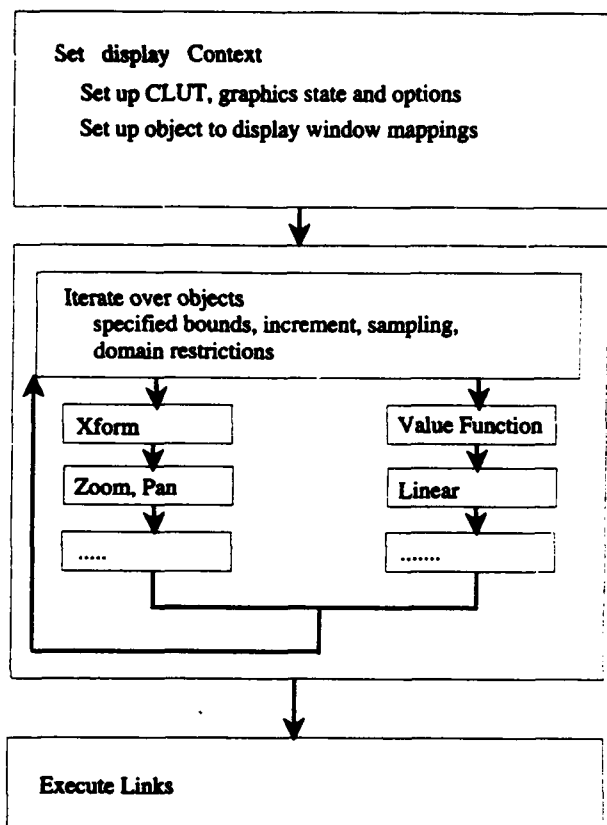 Set display Context
Set up CLUT, graphics state and options
Set up object to display window mappings
Iterate over objects
specified bounds, increment, sampling,
domain restrictions
Xform
Value Function
Zoom, Pan
Linear
.....
.......
Execute Links